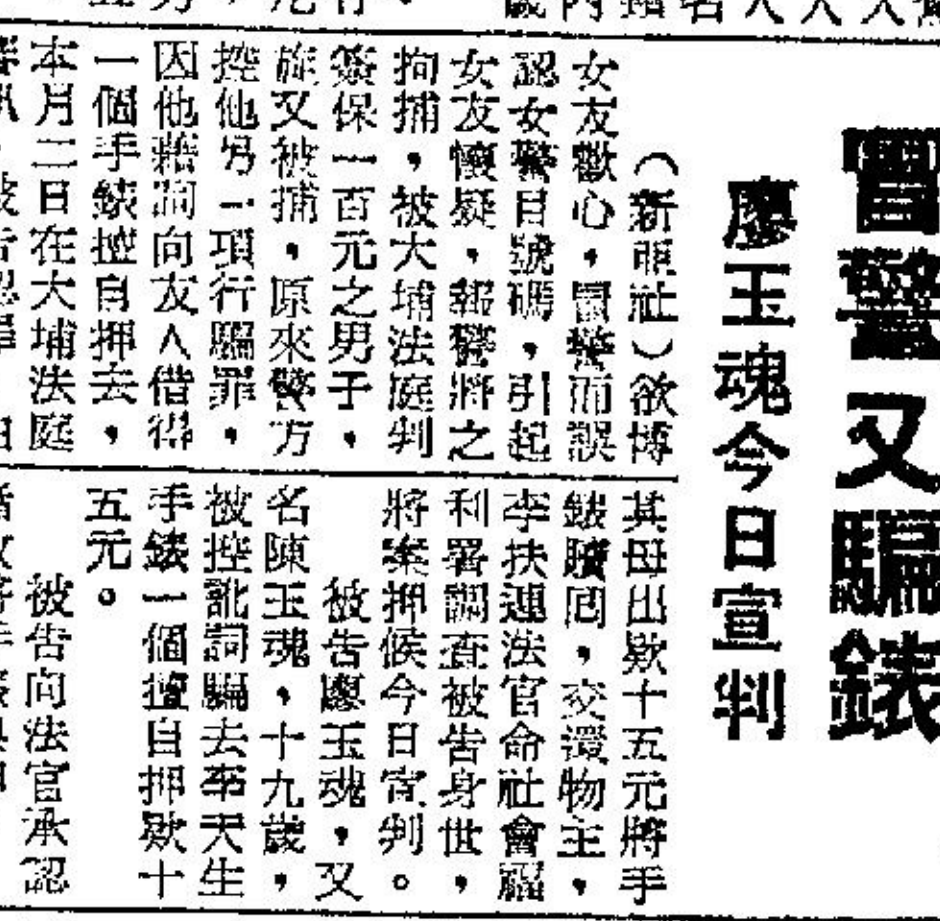 冒警又騙錶
廖玉魂今日宣判
（新明社）欲博
女友歡心，冒警而誤
認女警目號碼，引起
女友懷疑，報警將之
拘捕，被大埔法庭判
簽保一百元之男子，
旋又被捕，原來警方
控他另一項行騙罪，
因他藉詞向友人借得
一個手錶擅自押去，
本月二日在大埔法庭
其母出欵十五元將手
錶贖回，交還物主，
李扶連法官命社會福
利署調查被告身世，
將案押候今日宣判。
被告廖玉魂，又
名陳玉魂，十九歲，
被控訛詞騙去李天生
手錶一個擅自押欵十
五元。
被告向法官承認